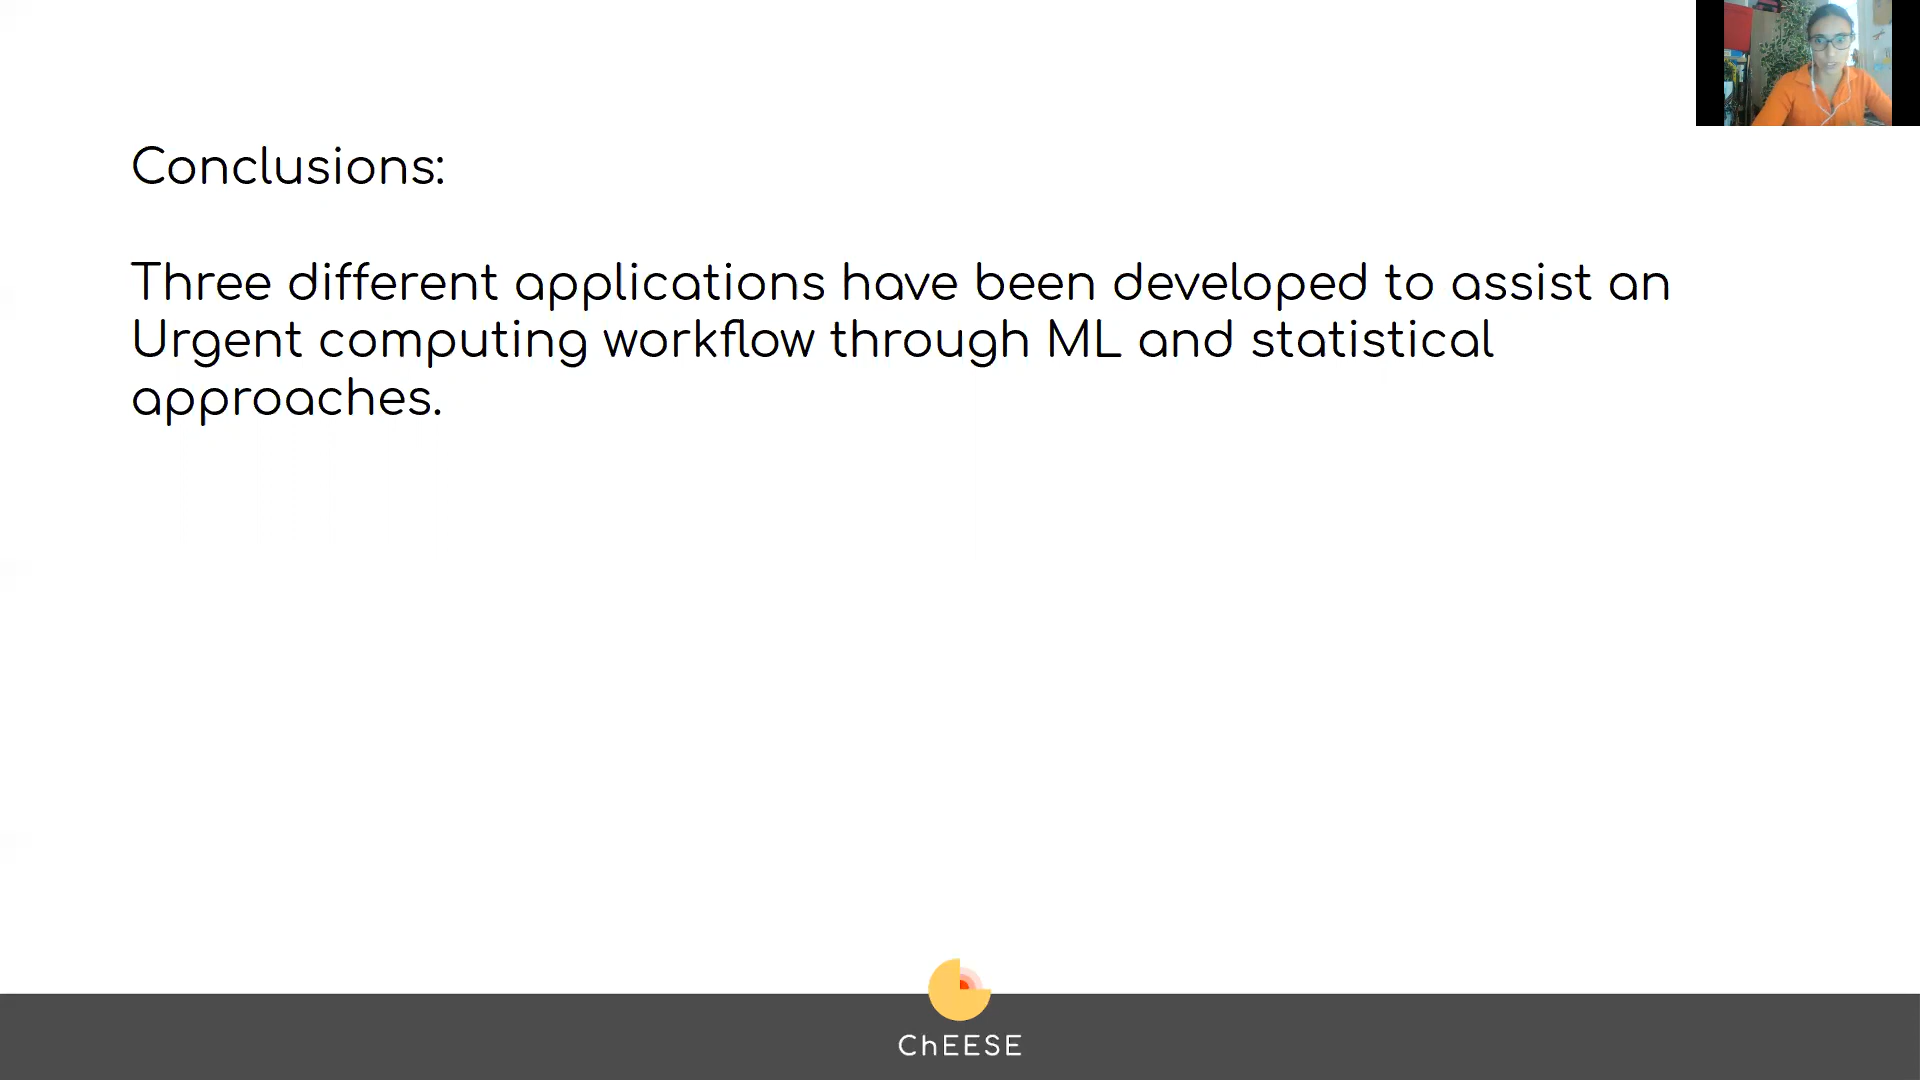 Conclusions:
Three different applications have been developed to assist an
Urgent computing workflow through ML and statistical
approaches.
ChEESE